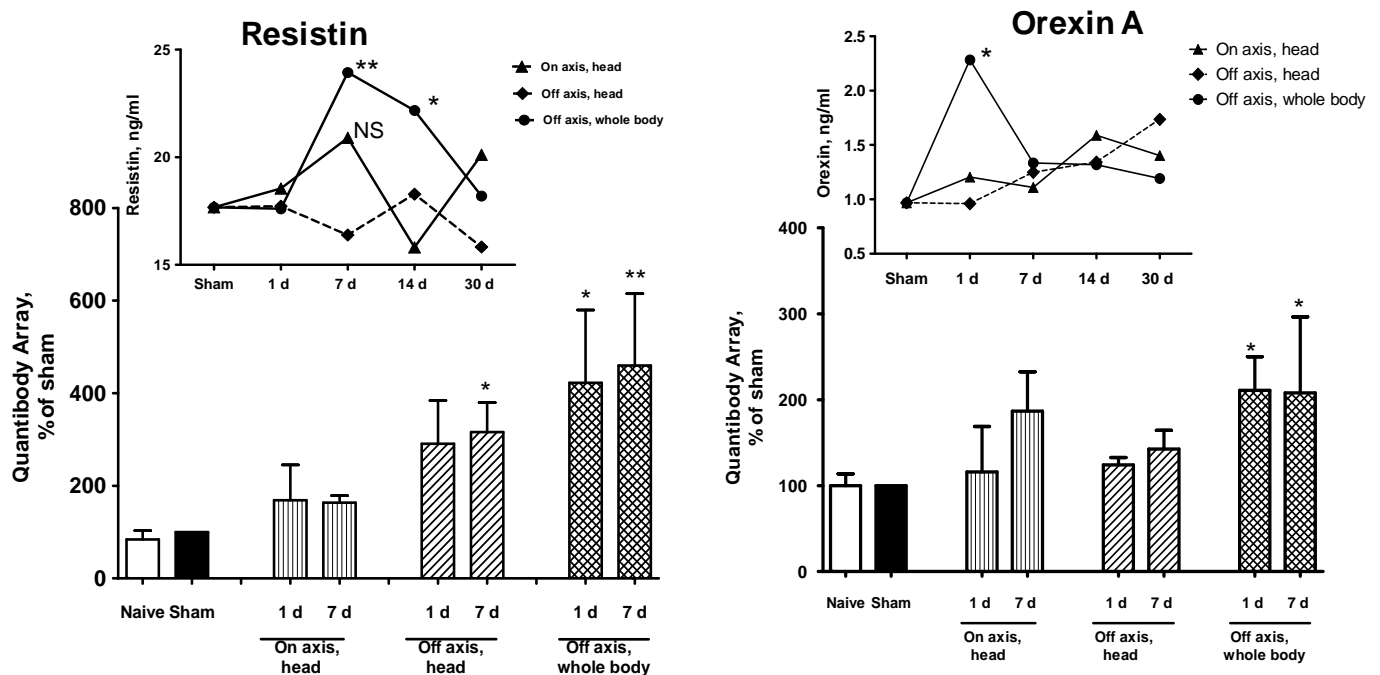 Resistin
25
20
15
Resistin, ng/ml
**
*
NS
On axis, head
Off axis, head
Off axis, whole body
Sham 1 d 7 d 14 d 30 d
800
600
400
200
0
Quantibody Array,
% of sham
*
*
**
Naive Sham 1 d 7 d 1 d 7 d 1 d 7 d
On axis,
head
Off axis,
head
Off axis,
whole body
Orexin A
2.5
2.0
1.5
1.0
0.5
Orexin, ng/ml
*
On axis, head
Off axis, head
Off axis, whole body
Sham 1 d 7 d 14 d 30 d
400
300
200
100
0
Quantibody Array,
% of sham
*
*
Naive Sham 1 d 7 d 1 d 7 d 1 d 7 d
On axis,
head
Off axis,
head
Off axis,
whole body